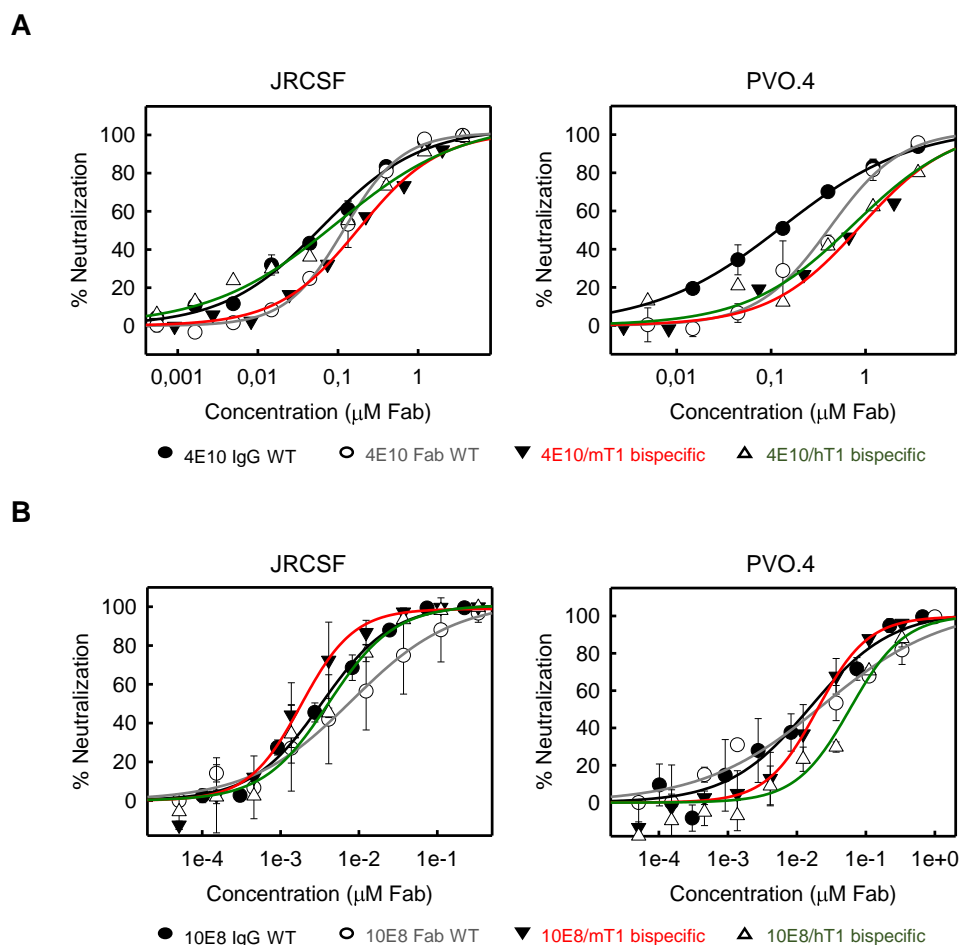 A
JRCSF
PVO.4
% Neutralization
100
80
60
40
20
0
0,001
0,01
0,1
1
Concentration (μM Fab)
% Neutralization
100
80
60
40
20
0
0,01
0,1
1
Concentration (μM Fab)
4E10 IgG WT
4E10 Fab WT
4E10/mT1 bispecific
4E10/hT1 bispecific
B
JRCSF
PVO.4
% Neutralization
100
80
60
40
20
0
1e-4
1e-3
1e-2
1e-1
Concentration (μM Fab)
% Neutralization
100
80
60
40
20
0
1e-4
1e-3
1e-2
1e-1
1e+0
Concentration (μM Fab)
10E8 IgG WT
10E8 Fab WT
10E8/mT1 bispecific
10E8/hT1 bispecific